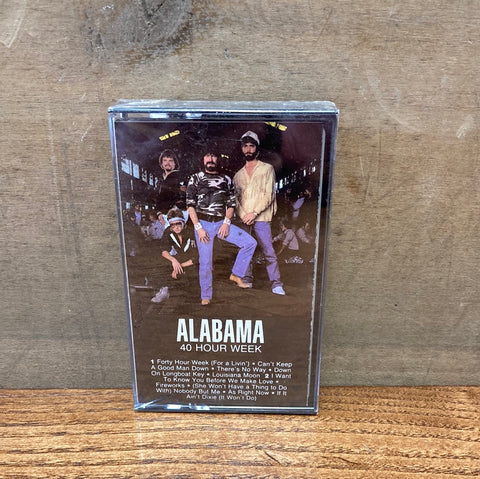 ALABAMA
40 HOUR WEEK
1 Forty Hour Week (For a Livin') • Can't Keep
A Good Man Down • There's No Way • Down
On Longboat Key • Louisiana Moon 2 I Want
To Know You Before We Make Love •
Fireworks • (She Won't Have a Thing to Do
With) Nobody But Me • As Right Now • If It
Ain't Dixie (It Won't Do)